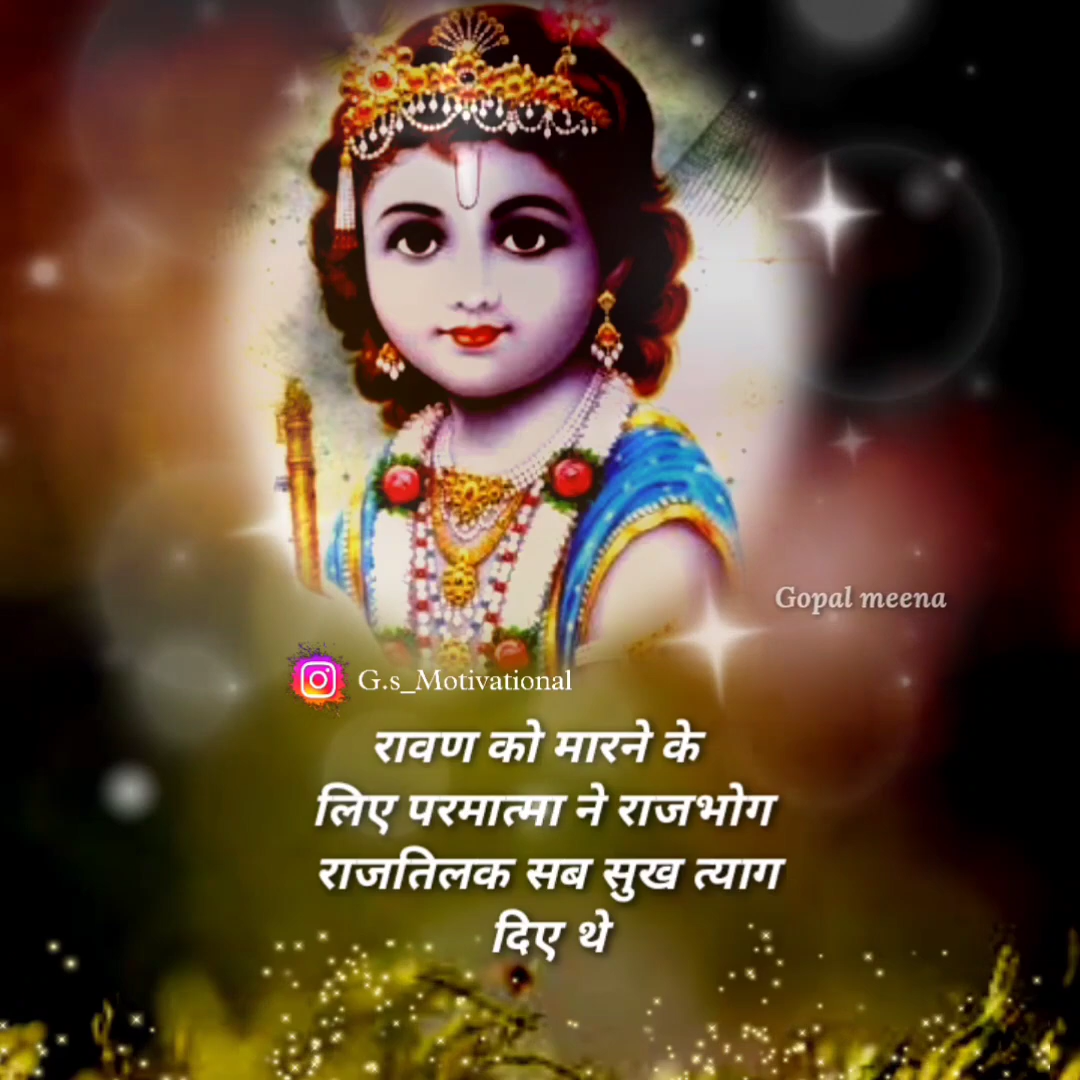 Gopal meena
G.s_Motivational
रावण को मारने के
लिए परमात्मा ने राजभोग
राजतिलक सब सुख त्याग
दिए थे